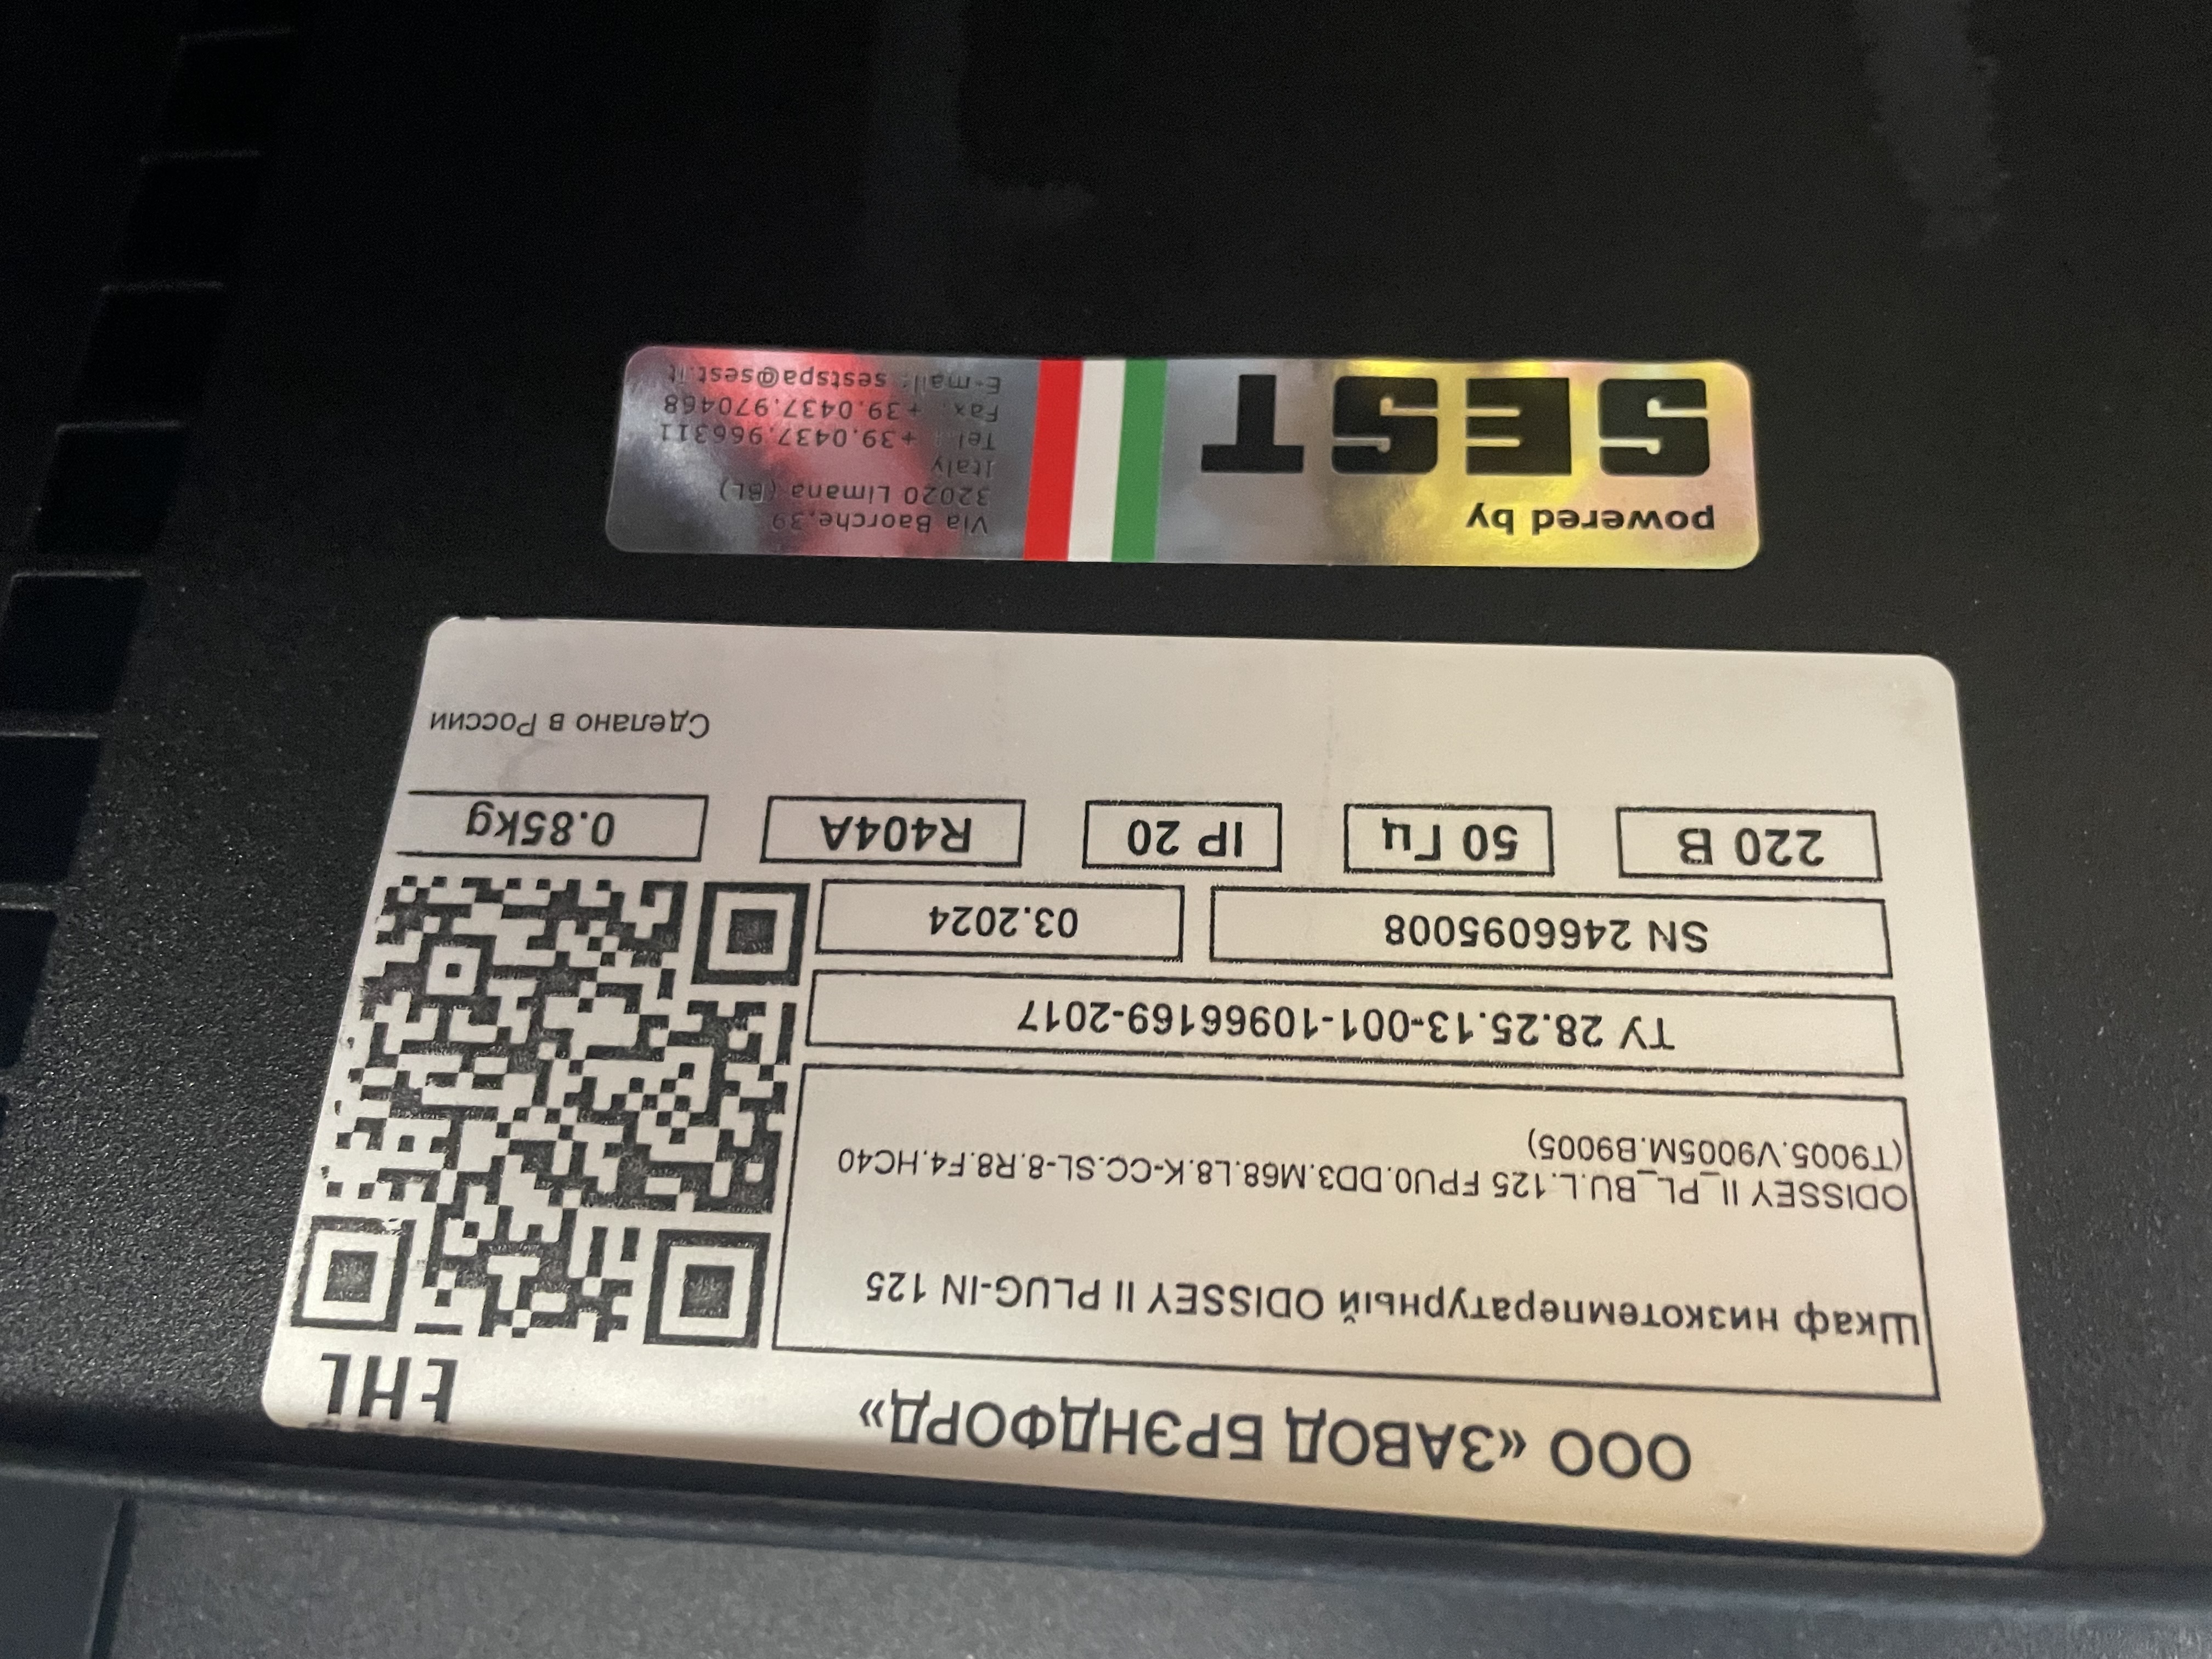 ООО «ЗАВОД БРЭНДФОРД»
EAC
Шкаф низкотемпературный ODISSEY II PLUG-IN 125
ODISSEY II_PL_BU.L.125 FPU0.DD3.M68.L8.K-CC.SL-8.R8.F4.HC40
(T9005.V9005M.B9005)
ТУ 28.25.13-001-10966169-2017
SN 2466095008
03.2024
220 В
50 Гц
IP 20
R404A
0.85kg
Сделано в России
powered by
SEST
Via Baorche,39
32020 Limana (BL)
Italy
Tel.: +39.0437.966311
Fax: +39.0437.970468
E-mail: sestspa@sest.it